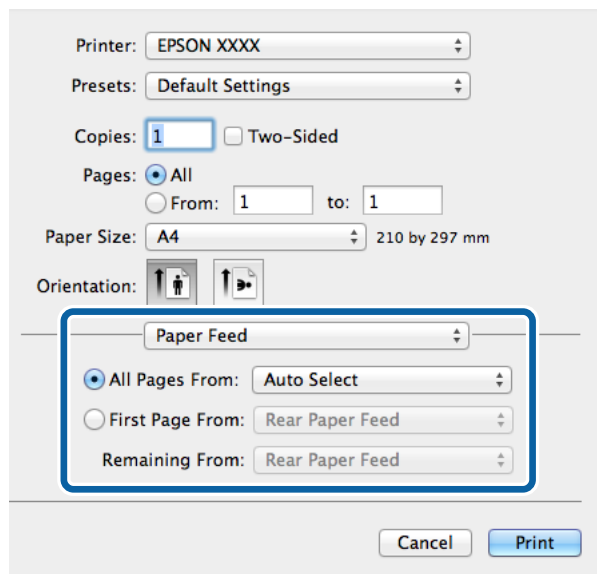 Printer: EPSON XXXX
Presets: Default Settings
Copies: 1 Two-Sided
Pages: All
From: 1 to: 1
Paper Size: A4 210 by 297 mm
Orientation:
Paper Feed
All Pages From: Auto Select
First Page From: Rear Paper Feed
Remaining From: Rear Paper Feed
Cancel Print